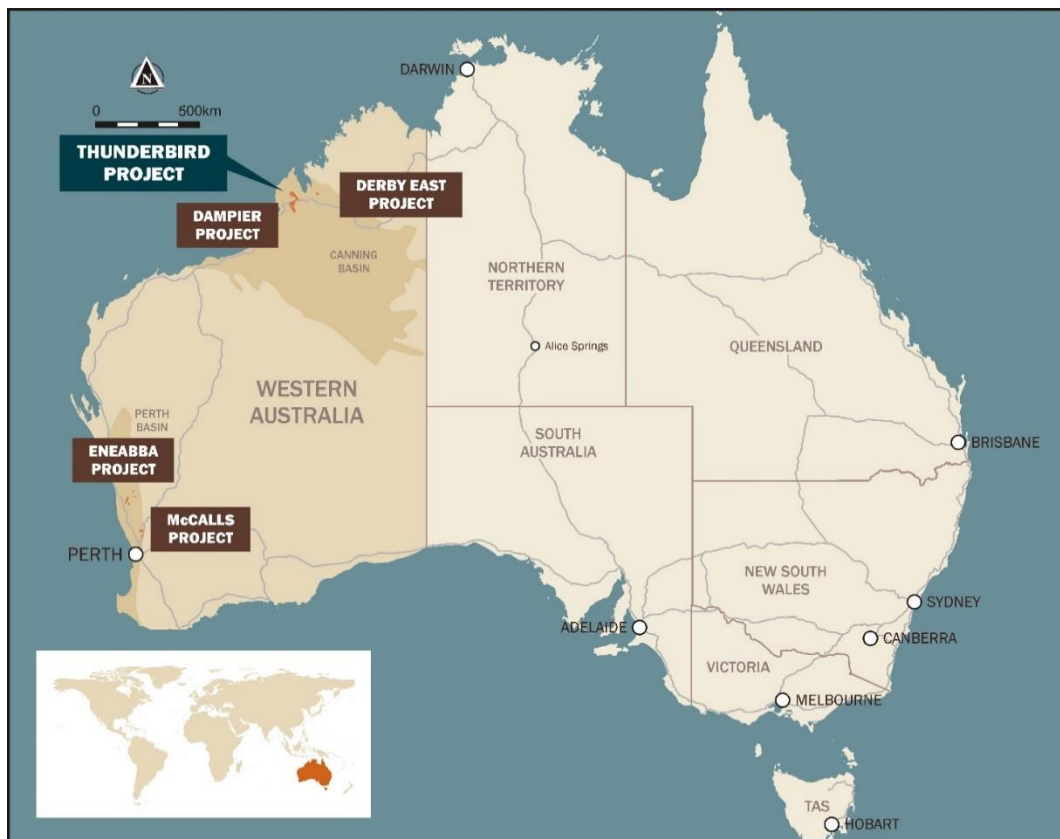 DARWIN
N
0 500km
THUNDERBIRD
PROJECT
DERBY EAST
PROJECT
DAMPIER
PROJECT
CANNING
BASIN
NORTHERN
TERRITORY
Alice Springs
QUEENSLAND
WESTERN
AUSTRALIA
PERTH
BASIN
SOUTH
AUSTRALIA
BRISBANE
ENEABBA
PROJECT
McCALLS
PROJECT
PERTH
NEW SOUTH
WALES
SYDNEY
ADELAIDE
CANBERRA
VICTORIA
MELBOURNE
TAS
HOBART